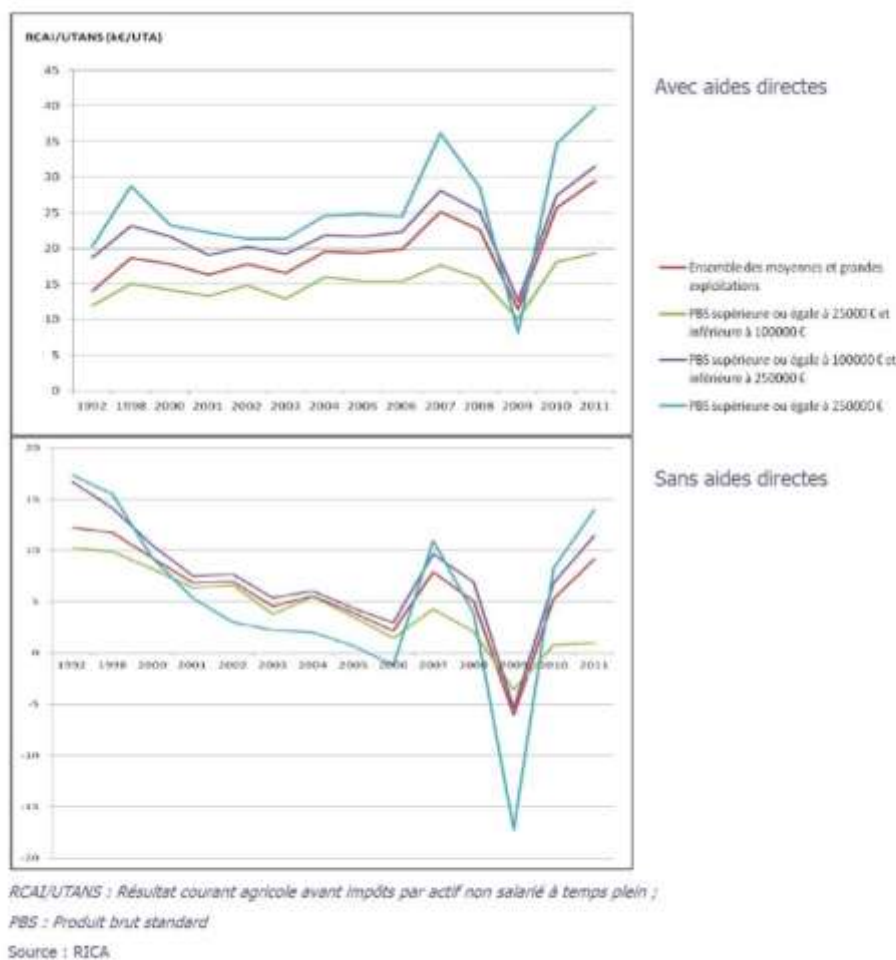 RCAI/UTANS (k€/UTA)
45
40
35
30
25
20
15
10
5
0
1992 1998 2000 2001 2002 2003 2004 2005 2006 2007 2008 2009 2010 2011
Avec aides directes
Ensemble des moyennes et grandes
exploitations
PBS supérieure ou égale à 25000 € et
inférieure à 100000 €
PBS supérieure ou égale à 100000 € et
inférieure à 250000 €
PBS supérieure ou égale à 250000 €
20
15
10
5
0
1992 1998 2000 2001 2002 2003 2004 2005 2006 2007 2008 2009 2010 2011
-5
-10
-15
-20
Sans aides directes
RCAI/UTANS : Résultat courant agricole avant impôts par actif non salarié à temps plein ;
PBS : Produit brut standard
Source : RICA